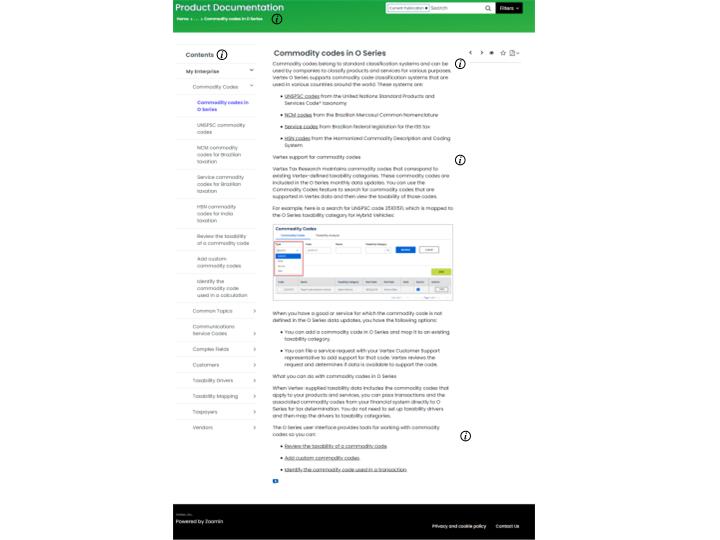 Product Documentation
Current Publication Search
Filters
Home > ... > Commodity codes in O Series
Contents
My Enterprise
Commodity Codes
Commodity codes in
O Series
UNSPSC commodity
codes
NCM commodity
codes for Brazilian
taxation
Service commodity
codes for Brazilian
taxation
HSN commodity
codes for India
taxation
Review the taxability
of a commodity code
Add custom
commodity codes
Identify the
commodity code
used in a calculation
Common Topics
Communications
Service Codes
Complex Fields
Customers
Taxability Drivers
Taxability Mapping
Taxpayers
Vendors
Commodity codes in O Series
Commodity codes belong to standard classification systems and can be
used by companies to classify products and services for various purposes.
Vertex O Series supports commodity code classification systems that are
used in various countries around the world. These systems are:
• UNSPSC codes from the United Nations Standard Products and
Services Code® taxonomy
• NCM codes from the Brazilian Mercosul Common Nomenclature
• Service codes from Brazilian federal legislation for the ISS tax
• HSN codes from the Harmonized Commodity Description and Coding
System
Vertex support for commodity codes
Vertex Tax Research maintains commodity codes that correspond to
existing Vertex-defined taxability categories. These commodity codes are
included in the O Series monthly data updates. You can use the
Commodity Codes feature to search for commodity codes that are
supported in Vertex data and then view the taxability of those codes.
For example, here is a search for UNSPSC code 25101511, which is mapped to
the O Series taxability category for Hybrid Vehicles:
Commodity Codes
Commodity Codes Taxability Analysis
Type Code Name Taxability Category
When you have a good or service for which the commodity code is not
defined in the O Series data updates, you have the following options:
• You can add a commodity code in O Series and map it to an existing
taxability category.
• You can file a service request with your Vertex Customer Support
representative to add support for that code. Vertex reviews the
request and determines if data is available to support the code.
What you can do with commodity codes in O Series
When Vertex-supplied taxability data includes the commodity codes that
apply to your products and services, you can pass transactions and the
associated commodity codes from your financial system directly to O
Series for tax determination. You do not need to set up taxability drivers
and then map the drivers to taxability categories.
The O Series user interface provides tools for working with commodity
codes so you can:
• Review the taxability of a commodity code
• Add custom commodity codes
• Identify the commodity code used in a transaction
Powered by Zoomin
Privacy and cookie policy
Contact Us